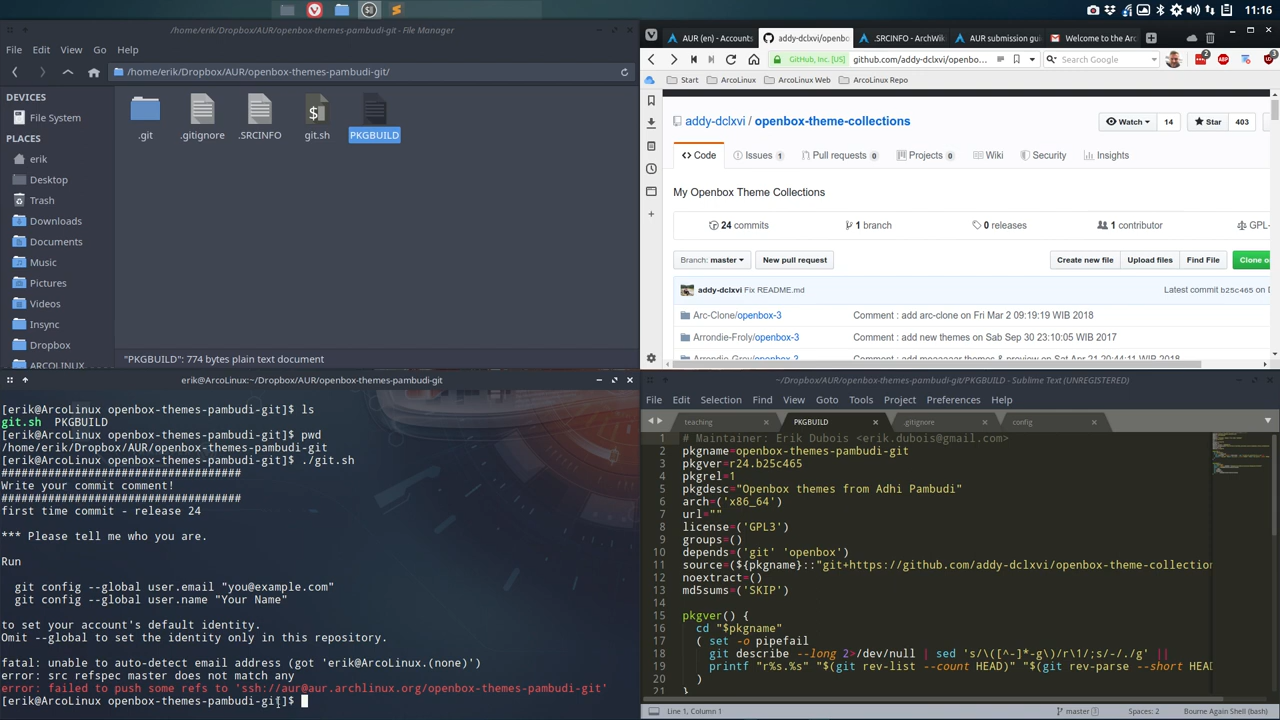 11:16
/home/erik/Dropbox/AUR/openbox-themes-pambudi-git - File Manager
File Edit View Go Help
/home/erik/Dropbox/AUR/openbox-themes-pambudi-git/
DEVICES
File System
PLACES
erik
Desktop
Trash
Downloads
Documents
Music
Pictures
Videos
Insync
Dropbox
ARCOLINUX
.git
.gitignore
.SRCINFO
git.sh
PKGBUILD
"PKGBUILD": 774 bytes plain text document
AUR (en) - Accounts
addy-dclxvi/openbo
.SRCINFO - ArchWik
AUR submission gui
Welcome to the Arc
GitHub, Inc. [US]
github.com/addy-dclxvi/openbo...
Search Google
Start
ArcoLinux
ArcoLinux Web
ArcoLinux Repo
addy-dclxvi / openbox-theme-collections
Watch 14
Star 403
Code
Issues 1
Pull requests 0
Projects 0
Wiki
Security
Insights
My Openbox Theme Collections
24 commits
1 branch
0 releases
1 contributor
GPL-
Branch: master
New pull request
Create new file
Upload files
Find File
Clone o
addy-dclxvi Fix README.md
Latest commit b25c465 on D
Arc-Clone/openbox-3
Comment : add arc-clone on Fri Mar 2 09:19:19 WIB 2018
Arrondie-Froly/openbox-3
Comment : add new themes on Sab Sep 30 23:10:05 WIB 2017
erik@ArcoLinux:~/Dropbox/AUR/openbox-themes-pambudi-git
[erik@ArcoLinux openbox-themes-pambudi-git]$ ls
git.sh  PKGBUILD
[erik@ArcoLinux openbox-themes-pambudi-git]$ pwd
/home/erik/Dropbox/AUR/openbox-themes-pambudi-git
[erik@ArcoLinux openbox-themes-pambudi-git]$ ./git.sh
################################
Write your commit comment!
################################
first time commit - release 24
*** Please tell me who you are.
Run
git config --global user.email "you@example.com"
git config --global user.name "Your Name"
to set your account's default identity.
Omit --global to set the identity only in this repository.
fatal: unable to auto-detect email address (got 'erik@ArcoLinux.(none)')
error: src refspec master does not match any
error: failed to push some refs to 'ssh://aur@aur.archlinux.org/openbox-themes-pambudi-git'
[erik@ArcoLinux openbox-themes-pambudi-git]$
~/Dropbox/AUR/openbox-themes-pambudi-git/PKGBUILD - Sublime Text (UNREGISTERED)
File Edit Selection Find View Goto Tools Project Preferences Help
teaching
PKGBUILD
.gitignore
config
1 # Maintainer: Erik Dubois <erik.dubois@gmail.com>
2 pkgname=openbox-themes-pambudi-git
3 pkgver=r24.b25c465
4 pkgrel=1
5 pkgdesc="Openbox themes from Adhi Pambudi"
6 arch=('x86_64')
7 url=""
8 license=('GPL3')
9 groups=()
10 depends=('git' 'openbox')
11 source=(${pkgname}::"git+https://github.com/addy-dclxvi/openbox-theme-collection
12 noextract=()
13 md5sums=('SKIP')
14
15 pkgver() {
16 cd "$pkgname"
17 ( set -o pipefail
18 git describe --long 2>/dev/null | sed 's/\([^-]*-g\)/r\1/;s/-/./g' ||
19 printf "r%s.%s" "$(git rev-list --count HEAD)" "$(git rev-parse --short HEAD
20 )
21 }
Line 1, Column 1
master 3
Spaces: 2
Bourne Again Shell (bash)